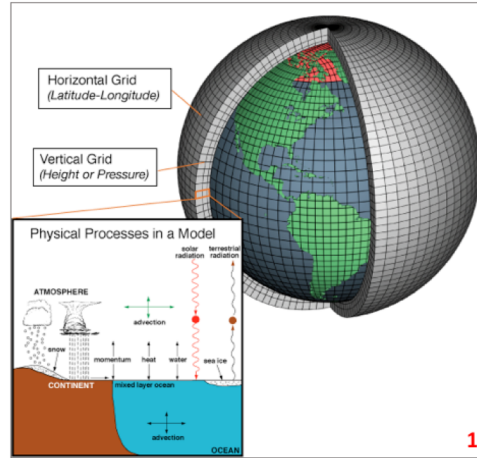 Horizontal Grid
(Latitude-Longitude)
Vertical Grid
(Height or Pressure)
Physical Processes in a Model
solar
radiation
terrestrial
radiation
ATMOSPHERE
advection
snow
momentum
heat
water
sea ice
CONTINENT
mixed layer ocean
advection
OCEAN
1